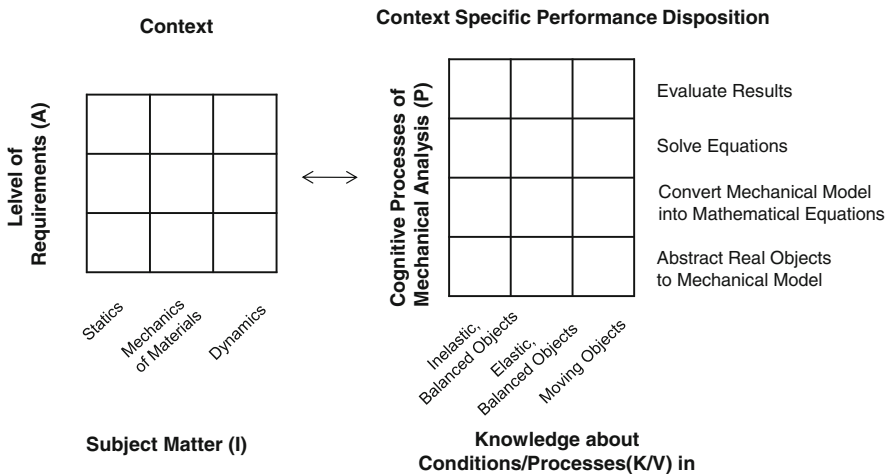 Context
Context Specific Performance Disposition
Lelvel of
Requirements (A)
Cognitive Processes of
Mechanical Analysis (P)
Evaluate Results
Solve Equations
Convert Mechanical Model
into Mathematical Equations
Abstract Real Objects
to Mechanical Model
Statics
Mechanics
of Materials
Dynamics
Inelastic,
Balanced Objects
Elastic,
Balanced Objects
Moving Objects
Subject Matter (I)
Knowledge about
Conditions/Processes(K/V) in